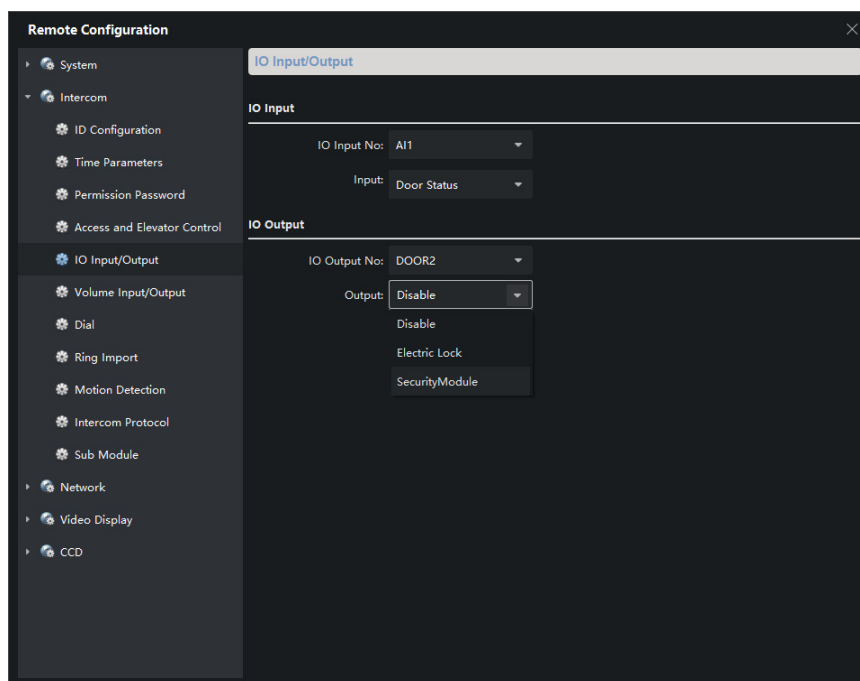 Remote Configuration
System
Intercom
ID Configuration
Time Parameters
Permission Password
Access and Elevator Control
IO Input/Output
Volume Input/Output
Dial
Ring Import
Motion Detection
Intercom Protocol
Sub Module
Network
Video Display
CCD
IO Input/Output
IO Input
IO Input No: AI1
Input: Door Status
IO Output
IO Output No: DOOR2
Output: Disable
Disable
Electric Lock
SecurityModule